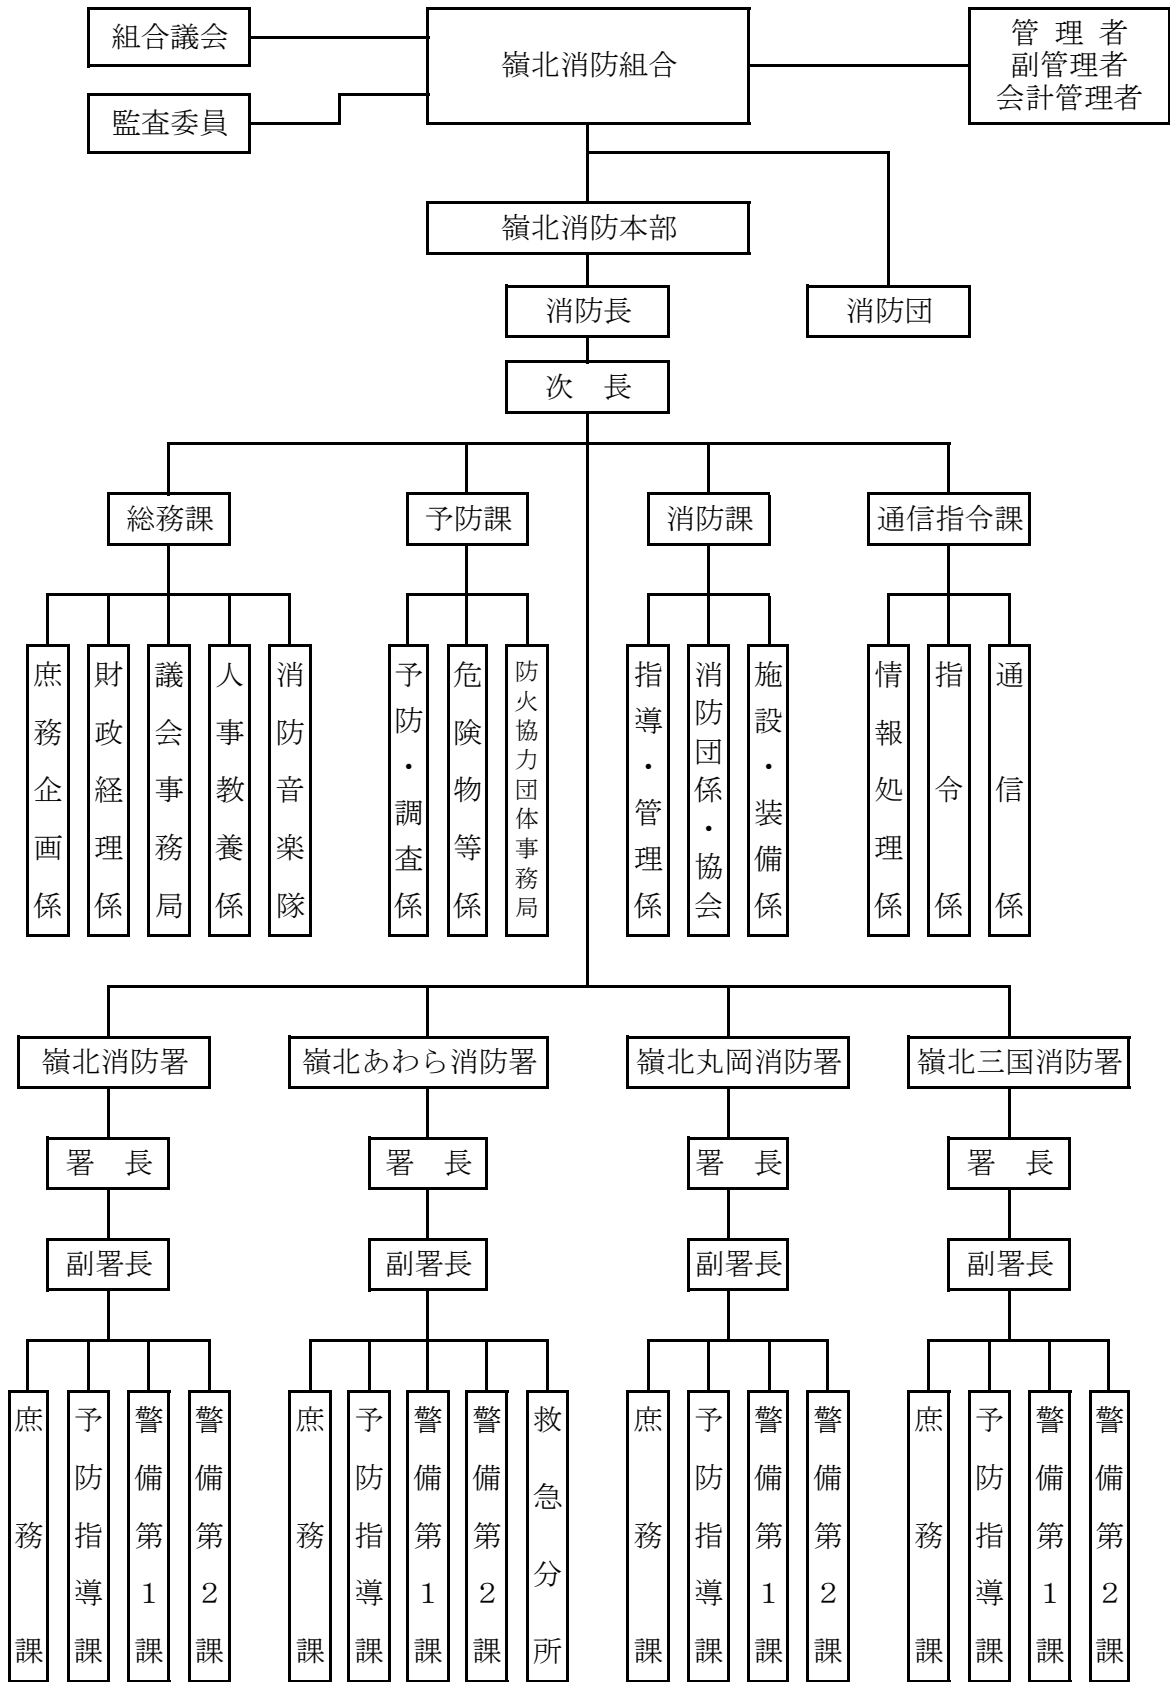 組合議会
嶺北消防組合
管 理 者
副管理者
会計管理者
監査委員
嶺北消防本部
消防長
消防団
次　長
総務課
予防課
消防課
通信指令課
庶務企画係
財政経理係
議会事務局
人事教養係
消防音楽隊
予防・調査係
危険物等係
防火協力団体事務局
指導・管理係
消防団係・協会
施設・装備係
情報処理係
指令係
通信係
嶺北消防署
嶺北あわら消防署
嶺北丸岡消防署
嶺北三国消防署
署　長
署　長
署　長
署　長
副署長
副署長
副署長
副署長
庶務課
予防指導課
警備第１課
警備第２課
庶務課
予防指導課
警備第１課
警備第２課
救急分所
庶務課
予防指導課
警備第１課
警備第２課
庶務課
予防指導課
警備第１課
警備第２課